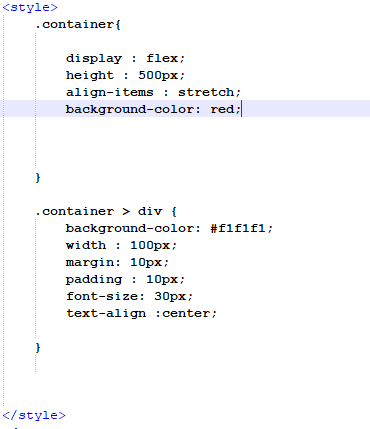 <style>
.container{
display : flex;
height : 500px;
align-items : stretch;
background-color: red;
}
.container > div {
background-color: #f1f1f1;
width : 100px;
margin: 10px;
padding : 10px;
font-size: 30px;
text-align :center;
}
</style>